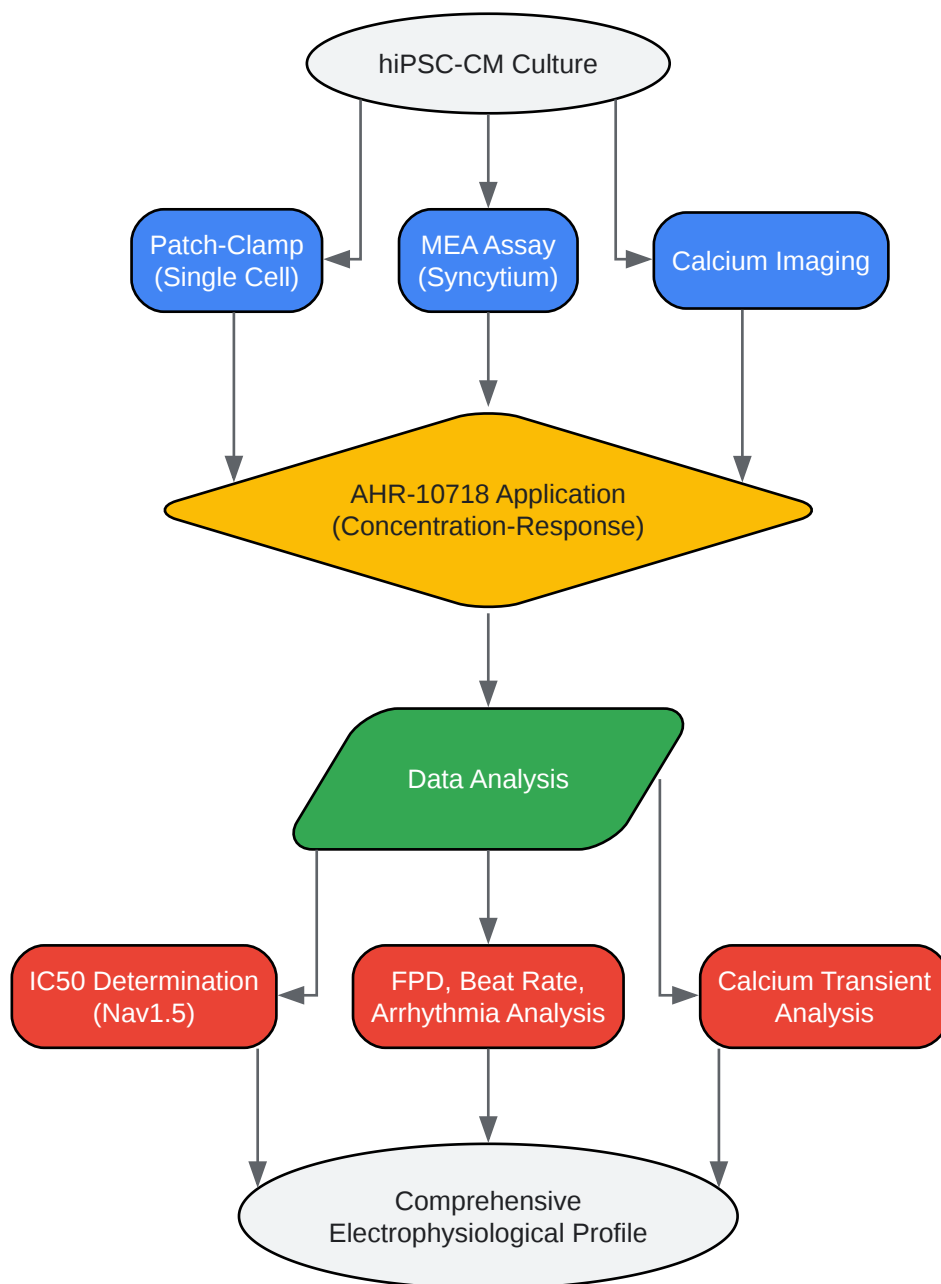 hiPSC-CM Culture
Patch-Clamp
(Single Cell)
MEA Assay
(Syncytium)
Calcium Imaging
AHR-10718 Application
(Concentration-Response)
Data Analysis
IC50 Determination
(Nav1.5)
FPD, Beat Rate,
Arrhythmia Analysis
Calcium Transient
Analysis
Comprehensive
Electrophysiological Profile